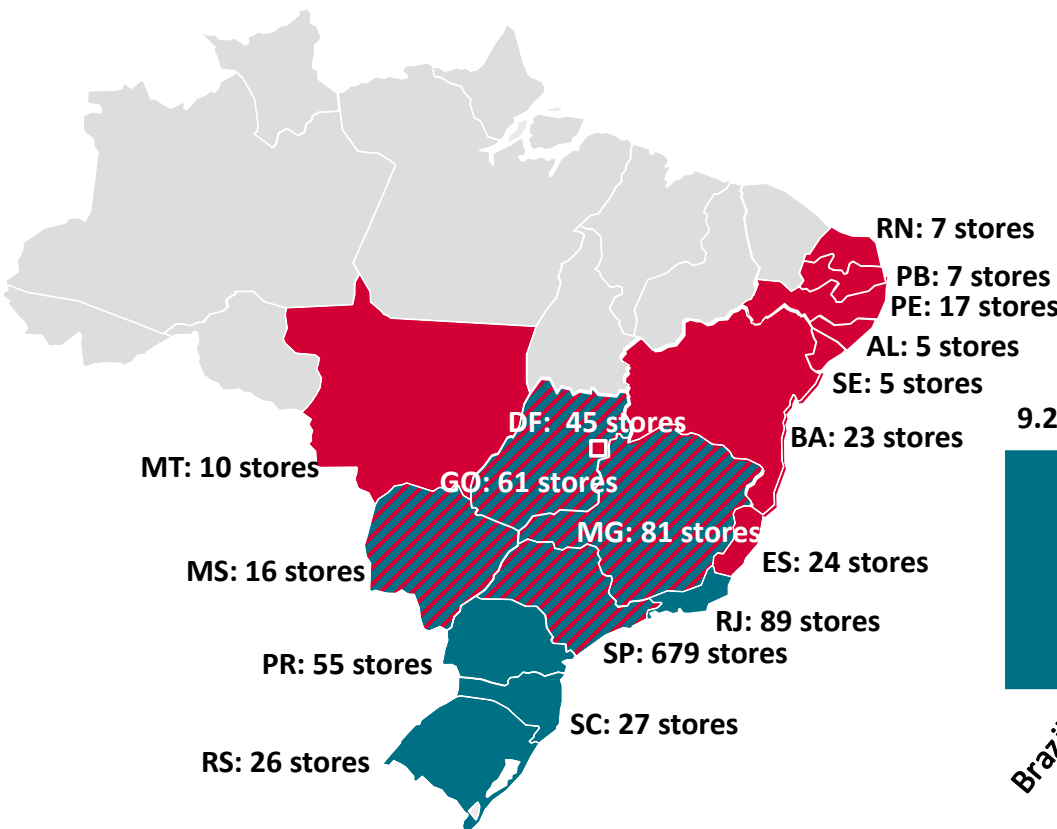 RN: 7 stores
PB: 7 stores
PE: 17 stores
AL: 5 stores
SE: 5 stores
9.2
DF:  45 stores
BA: 23 stores
MT: 10 stores
GO: 61 stores
MG: 81 stores
ES: 24 stores
MS: 16 stores
RJ: 89 stores
SP: 679 stores
PR: 55 stores
SC: 27 stores
RS: 26 stores